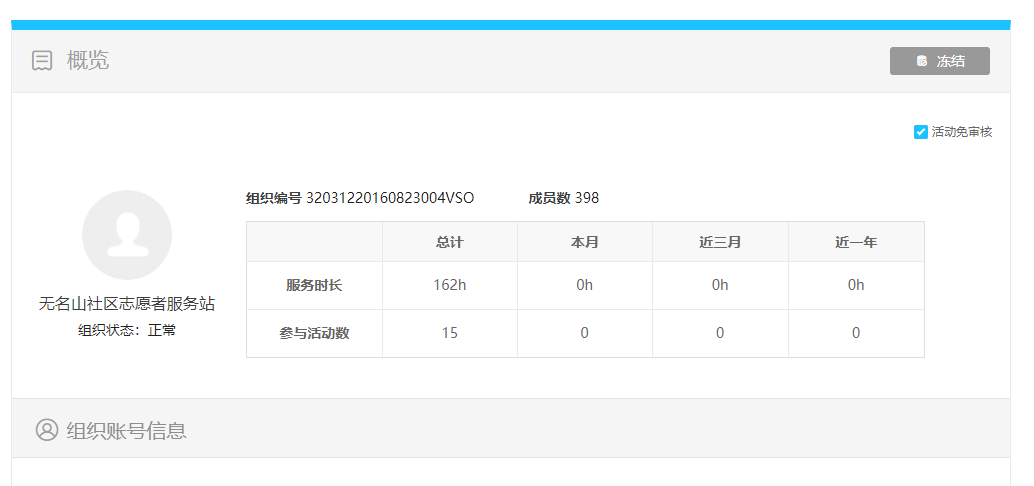 概览
冻结
活动免审核
组织编号 32031220160823004VSO 成员数 398
总计 本月 近三月 近一年
服务时长 162h 0h 0h 0h
无名山社区志愿者服务站
组织状态：正常
参与活动数 15 0 0 0
组织账号信息